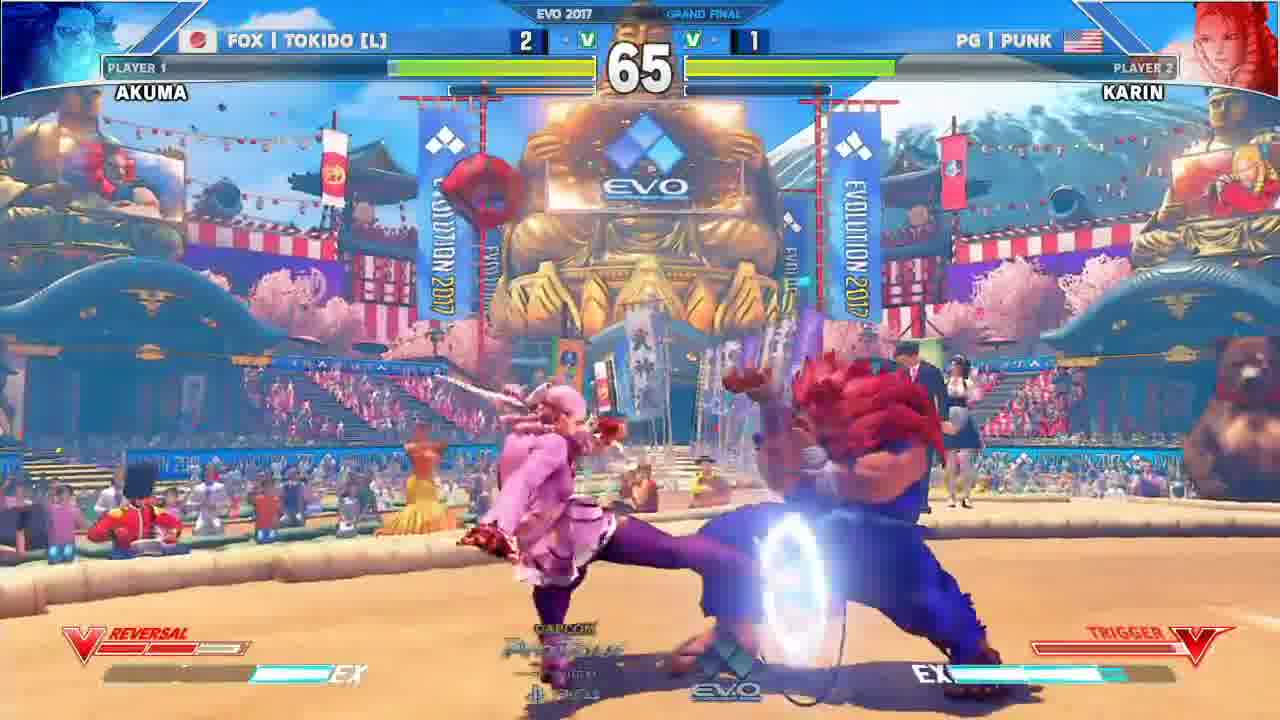 EVO 2017
GRAND FINAL
FOX | TOKIDO [L]
2
V
65
V
1
PG | PUNK
PLAYER 1
PLAYER 2
AKUMA
KARIN
EVO
EVOLUTION 2017
EVOLUTION 2017
REVERSAL
TRIGGER
EX
EX
CAPCOM
EVO